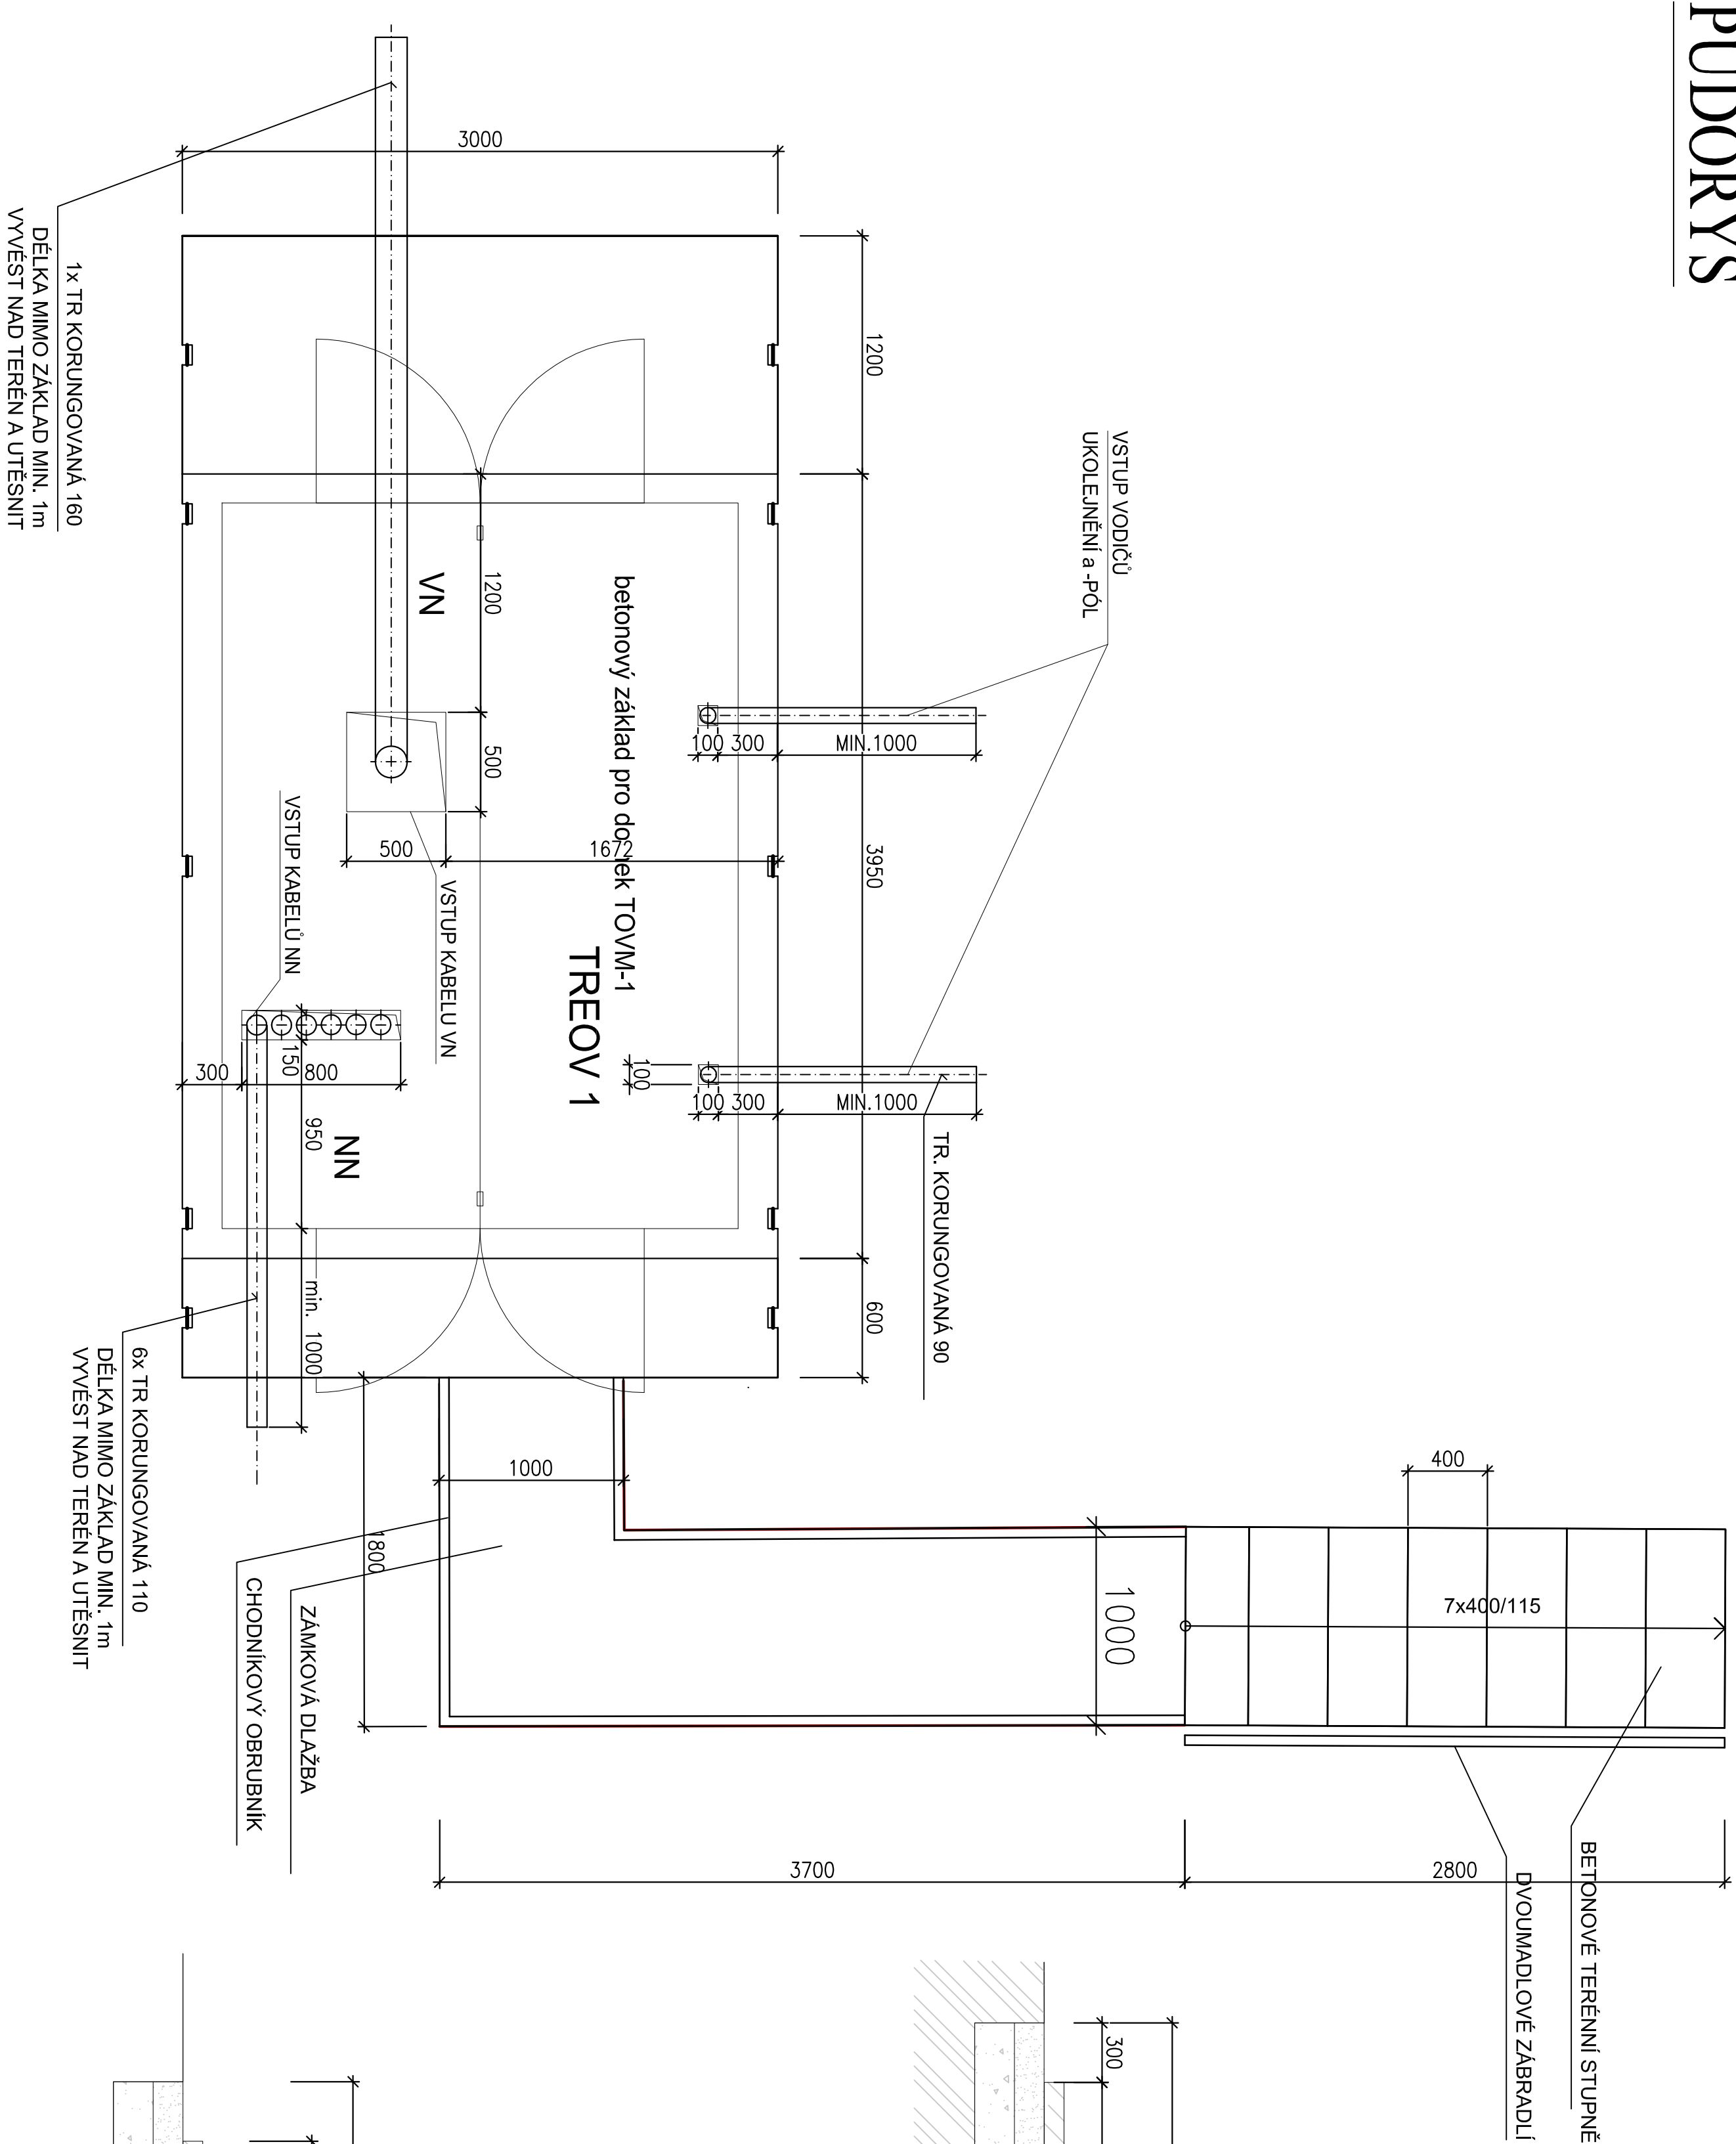 PŮDORYS
3000
1200
3950
600
1x TR KORUNGOVANÁ 160
DÉLKA MIMO ZÁKLAD MIN. 1m
VYVÉST NAD TERÉN A UTĚSNIT
VSTUP VODIČŮ
UKOLEJNĚNÍ a -PÓL
VN
1200
500
betonový základ pro domek TOVM-1
TREOV 1
100 300
MIN.1000
500
1672
VSTUP KABELU VN
VSTUP KABELŮ NN
100
100 300
MIN.1000
TR. KORUNGOVANÁ 90
300
150
800
950
NN
min. 1000
6x TR KORUNGOVANÁ 110
DÉLKA MIMO ZÁKLAD MIN. 1m
VYVÉST NAD TERÉN A UTĚSNIT
1000
1800
CHODNÍKOVÝ OBRUBNÍK
ZÁMKOVÁ DLAŽBA
400
1000
7x400/115
BETONOVÉ TERÉNNÍ STUPNĚ
DVOUMADLOVÉ ZÁBRADLÍ
3700
2800
300